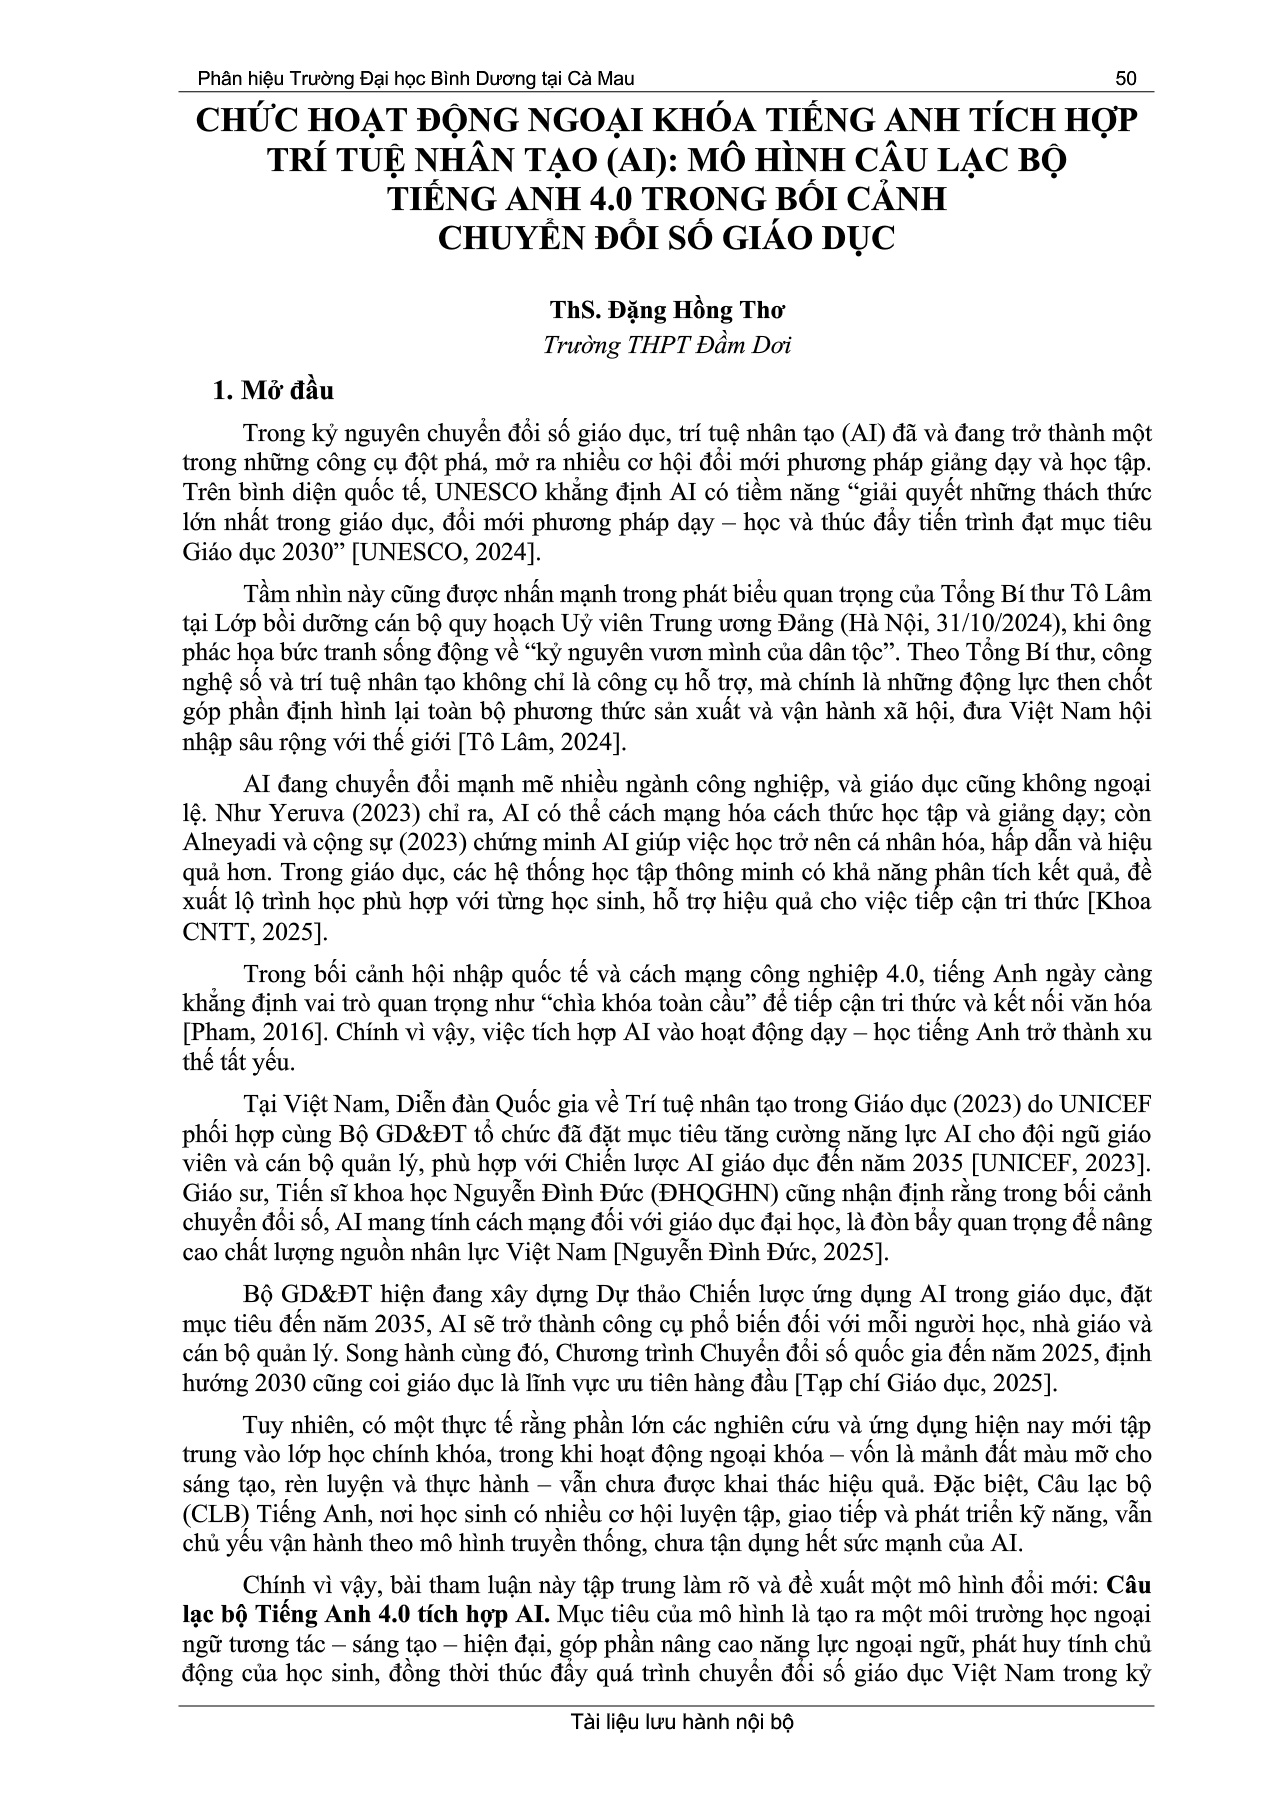 Phân hiệu Trường Đại học Bình Dương tại Cà Mau 50
CHỨC HOẠT ĐỘNG NGOẠI KHÓA TIẾNG ANH TÍCH HỢP
TRÍ TUỆ NHÂN TẠO (AI): MÔ HÌNH CÂU LẠC BỘ
TIẾNG ANH 4.0 TRONG BỐI CẢNH
CHUYỂN ĐỔI SỐ GIÁO DỤC
ThS. Đặng Hồng Thơ
Trường THPT Đầm Dơi
1. Mở đầu
Trong kỷ nguyên chuyển đổi số giáo dục, trí tuệ nhân tạo (AI) đã và đang trở thành một
trong những công cụ đột phá, mở ra nhiều cơ hội đổi mới phương pháp giảng dạy và học tập.
Trên bình diện quốc tế, UNESCO khẳng định AI có tiềm năng “giải quyết những thách thức
lớn nhất trong giáo dục, đổi mới phương pháp dạy – học và thúc đẩy tiến trình đạt mục tiêu
Giáo dục 2030” [UNESCO, 2024].
Tầm nhìn này cũng được nhấn mạnh trong phát biểu quan trọng của Tổng Bí thư Tô Lâm
tại Lớp bồi dưỡng cán bộ quy hoạch Uỷ viên Trung ương Đảng (Hà Nội, 31/10/2024), khi ông
phác họa bức tranh sống động về “kỷ nguyên vươn mình của dân tộc”. Theo Tổng Bí thư, công
nghệ số và trí tuệ nhân tạo không chỉ là công cụ hỗ trợ, mà chính là những động lực then chốt
góp phần định hình lại toàn bộ phương thức sản xuất và vận hành xã hội, đưa Việt Nam hội
nhập sâu rộng với thế giới [Tô Lâm, 2024].
AI đang chuyển đổi mạnh mẽ nhiều ngành công nghiệp, và giáo dục cũng không ngoại
lệ. Như Yeruva (2023) chỉ ra, AI có thể cách mạng hóa cách thức học tập và giảng dạy; còn
Alneyadi và cộng sự (2023) chứng minh AI giúp việc học trở nên cá nhân hóa, hấp dẫn và hiệu
quả hơn. Trong giáo dục, các hệ thống học tập thông minh có khả năng phân tích kết quả, đề
xuất lộ trình học phù hợp với từng học sinh, hỗ trợ hiệu quả cho việc tiếp cận tri thức [Khoa
CNTT, 2025].
Trong bối cảnh hội nhập quốc tế và cách mạng công nghiệp 4.0, tiếng Anh ngày càng
khẳng định vai trò quan trọng như “chìa khóa toàn cầu” để tiếp cận tri thức và kết nối văn hóa
[Pham, 2016]. Chính vì vậy, việc tích hợp AI vào hoạt động dạy – học tiếng Anh trở thành xu
thế tất yếu.
Tại Việt Nam, Diễn đàn Quốc gia về Trí tuệ nhân tạo trong Giáo dục (2023) do UNICEF
phối hợp cùng Bộ GD&ĐT tổ chức đã đặt mục tiêu tăng cường năng lực AI cho đội ngũ giáo
viên và cán bộ quản lý, phù hợp với Chiến lược AI giáo dục đến năm 2035 [UNICEF, 2023].
Giáo sư, Tiến sĩ khoa học Nguyễn Đình Đức (ĐHQGHN) cũng nhận định rằng trong bối cảnh
chuyển đổi số, AI mang tính cách mạng đối với giáo dục đại học, là đòn bẩy quan trọng để nâng
cao chất lượng nguồn nhân lực Việt Nam [Nguyễn Đình Đức, 2025].
Bộ GD&ĐT hiện đang xây dựng Dự thảo Chiến lược ứng dụng AI trong giáo dục, đặt
mục tiêu đến năm 2035, AI sẽ trở thành công cụ phổ biến đối với mỗi người học, nhà giáo và
cán bộ quản lý. Song hành cùng đó, Chương trình Chuyển đổi số quốc gia đến năm 2025, định
hướng 2030 cũng coi giáo dục là lĩnh vực ưu tiên hàng đầu [Tạp chí Giáo dục, 2025].
Tuy nhiên, có một thực tế rằng phần lớn các nghiên cứu và ứng dụng hiện nay mới tập
trung vào lớp học chính khóa, trong khi hoạt động ngoại khóa – vốn là mảnh đất màu mỡ cho
sáng tạo, rèn luyện và thực hành – vẫn chưa được khai thác hiệu quả. Đặc biệt, Câu lạc bộ
(CLB) Tiếng Anh, nơi học sinh có nhiều cơ hội luyện tập, giao tiếp và phát triển kỹ năng, vẫn
chủ yếu vận hành theo mô hình truyền thống, chưa tận dụng hết sức mạnh của AI.
Chính vì vậy, bài tham luận này tập trung làm rõ và đề xuất một mô hình đổi mới: Câu
lạc bộ Tiếng Anh 4.0 tích hợp AI. Mục tiêu của mô hình là tạo ra một môi trường học ngoại
ngữ tương tác – sáng tạo – hiện đại, góp phần nâng cao năng lực ngoại ngữ, phát huy tính chủ
động của học sinh, đồng thời thúc đẩy quá trình chuyển đổi số giáo dục Việt Nam trong kỷ
Tài liệu lưu hành nội bộ